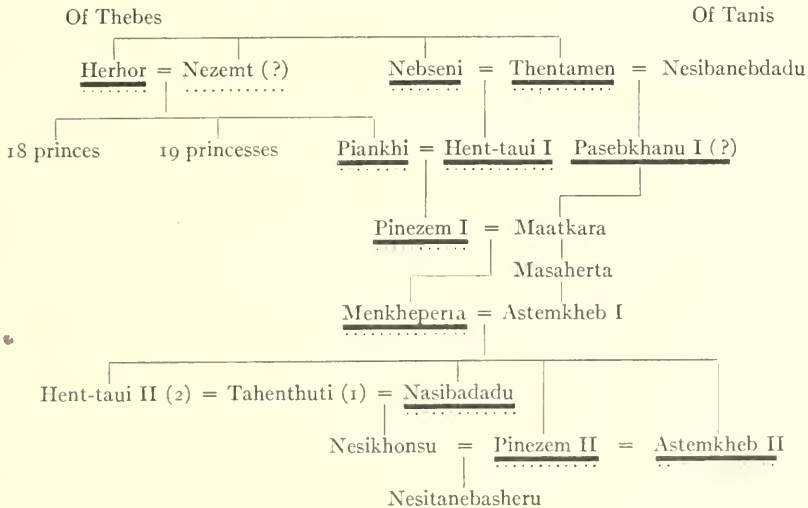 Of Thebes Of Tanis
Herhor = Nezemt (?) Nebseni = Thentamen = Nesibanebdadu
18 princes 19 princesses Piankhi = Hent-taui I Pasebkhanu I (?)
Pinezem I = Maatkara
Masaherta
Menkheperra = Astemkheb I
Hent-taui II (2) = Tahenthuti (1) = Nasibadadu
Nesikhonsu = Pinezem II = Astemkheb II
Nesitanebasheru